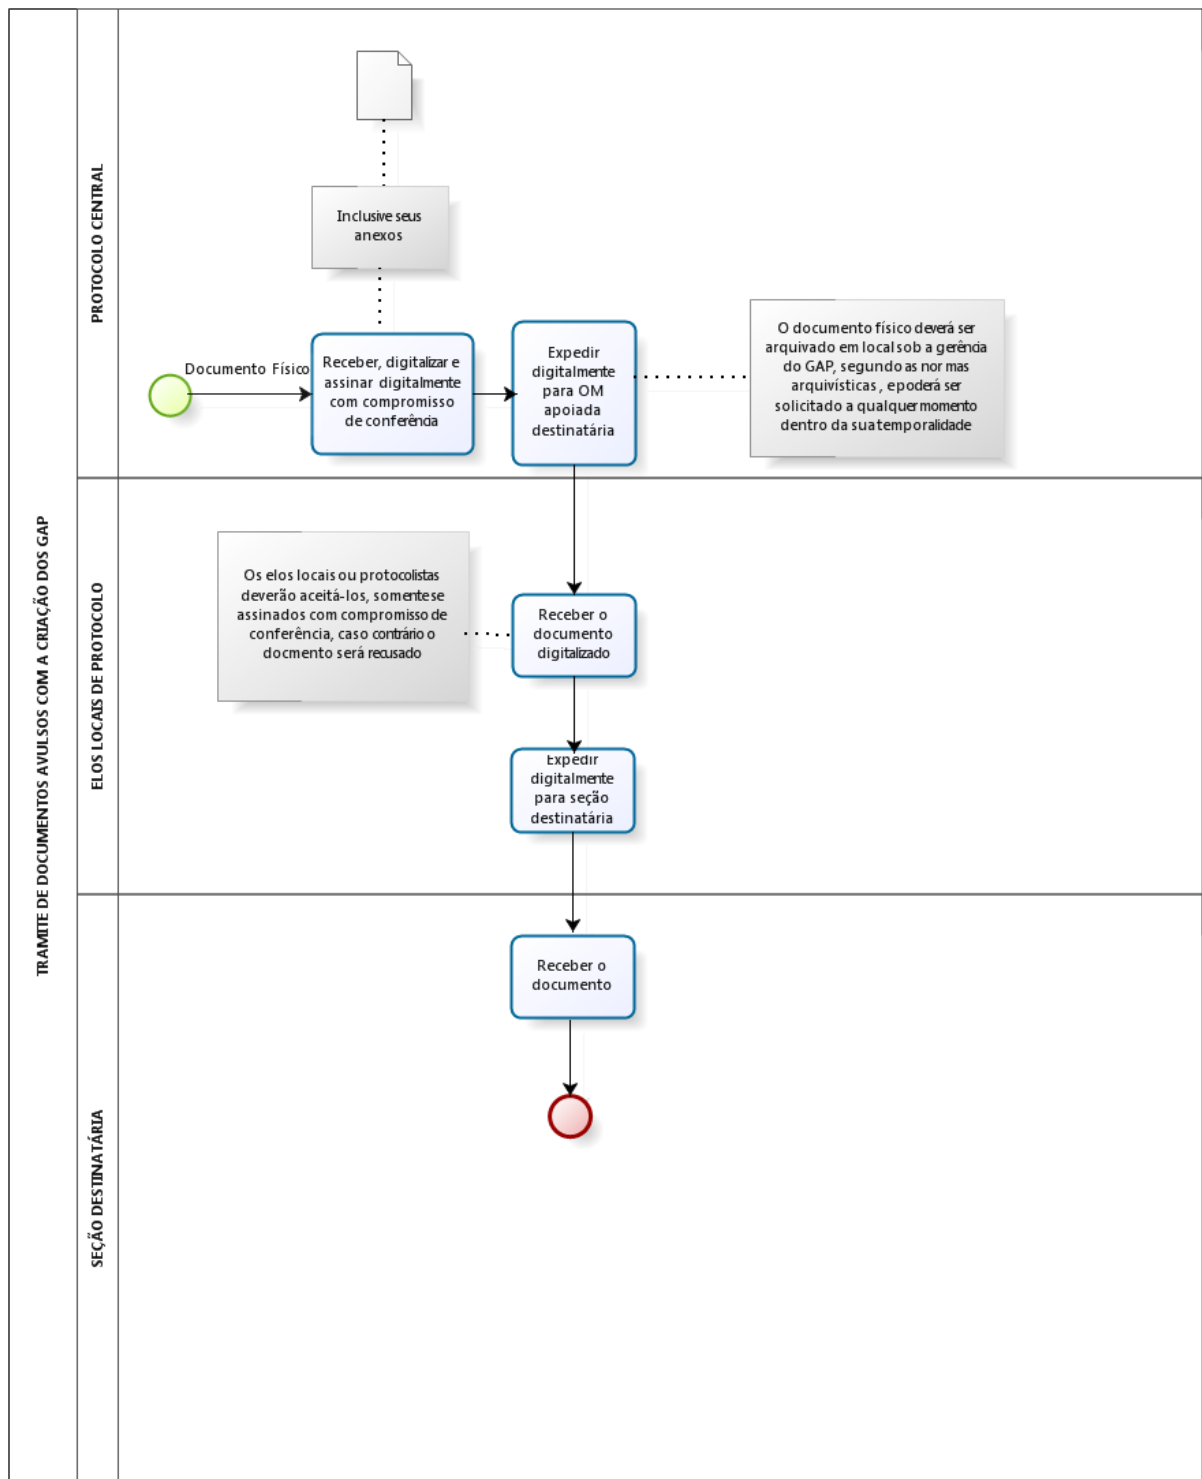 TRAMITE DE DOCUMENTOS AVULSOS COM A CRIAÇÃO DOS GAP
PROTOCOLO CENTRAL
Inclusive seus
anexos
Documento Físico
Receber, digitalizar e
assinar digitalmente
com compromisso
de conferência
Expedir
digitalmente
para OM
apoiada
destinatária
O documento físico deverá ser
arquivado em local sob a gerência
do GAP, segundo as nor mas
arquivísticas , e poderá ser
solicitado a qualquer momento
dentro da sua temporalidade
ELOS LOCAIS DE PROTOCOLO
Os elos locais ou protocolistas
deverão aceitá-los, somente se
assinados com compromisso de
conferência, caso contrário o
docmento será recusado
Receber o
documento
digitalizado
Expedir
digitalmente
para seção
destinatária
SEÇÃO DESTINATÁRIA
Receber o
documento